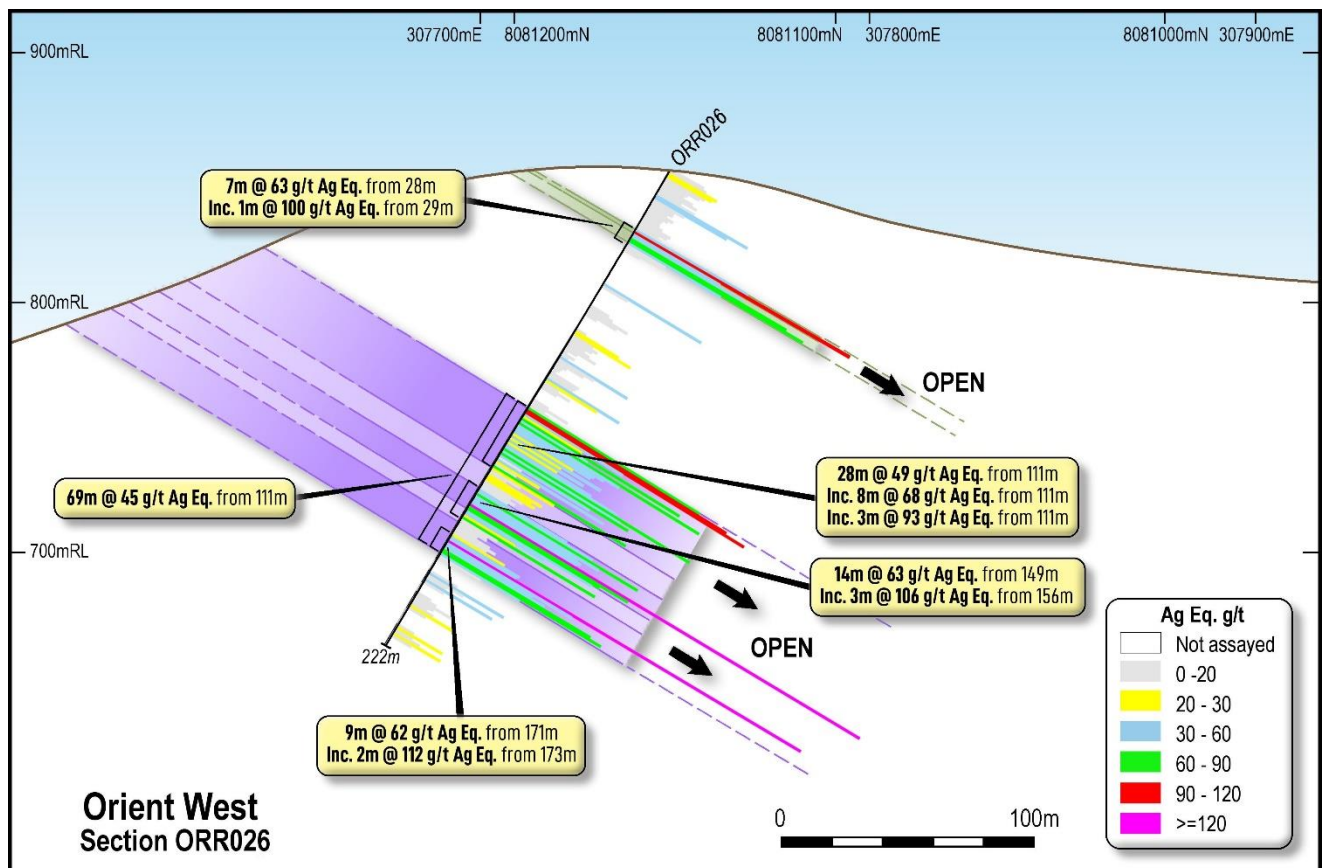 307700mE 8081200mN 8081100mN 307800mE 8081000mN 307900mE
900mRL
ORR026
7m @ 63 g/t Ag Eq. from 28m
Inc. 1m @ 100 g/t Ag Eq. from 29m
800mRL
OPEN
69m @ 45 g/t Ag Eq. from 111m
28m @ 49 g/t Ag Eq. from 111m
Inc. 8m @ 68 g/t Ag Eq. from 111m
Inc. 3m @ 93 g/t Ag Eq. from 111m
700mRL
14m @ 63 g/t Ag Eq. from 149m
Inc. 3m @ 106 g/t Ag Eq. from 156m
OPEN
222m
9m @ 62 g/t Ag Eq. from 171m
Inc. 2m @ 112 g/t Ag Eq. from 173m
Ag Eq. g/t
Not assayed
0 -20
20 - 30
30 - 60
60 - 90
90 - 120
>=120
Orient West
Section ORR026
0 100m